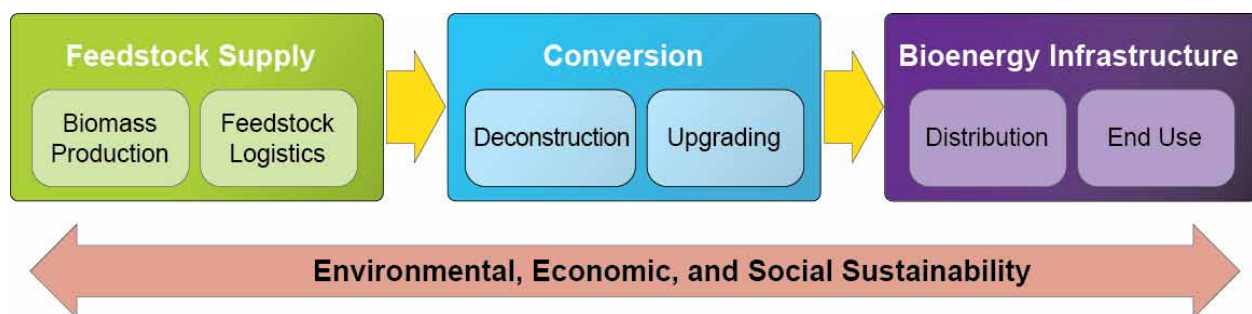 Feedstock Supply
Biomass
Production
Feedstock
Logistics
Conversion
Deconstruction
Upgrading
Bioenergy Infrastructure
Distribution
End Use
Environmental, Economic, and Social Sustainability